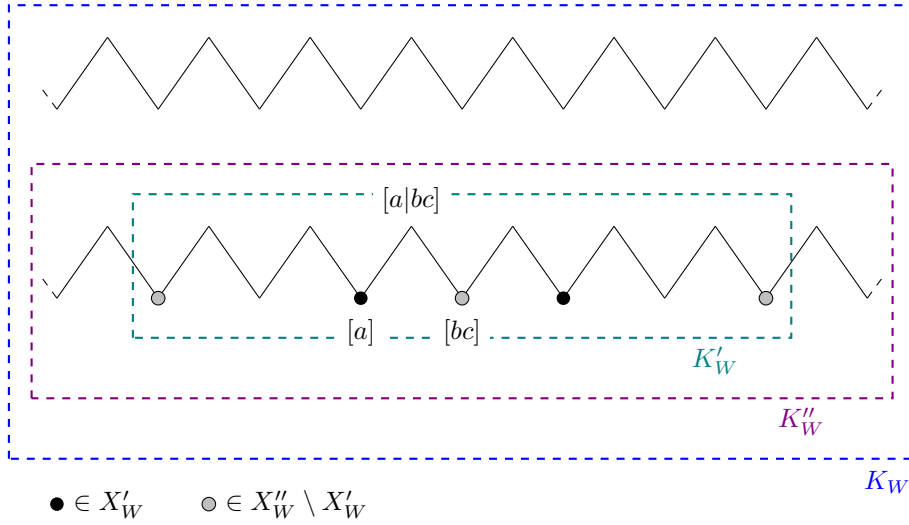 [a|bc]
[a] [bc]
K'_W
K''_W
K_W
∈ X'_W ∈ X''_W \ X'_W